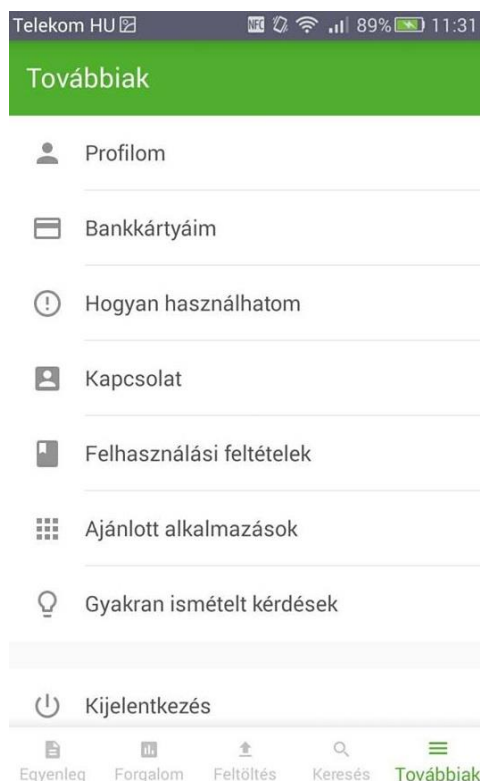 Telekom HU NFC 89% 11:31
Továbbiak
Profilom
Bankkártyáim
Hogyan használhatom
Kapcsolat
Felhasználási feltételek
Ajánlott alkalmazások
Gyakran ismételt kérdések
Kijelentkezés
Egyenleg Forgalom Feltöltés Keresés Továbbiak